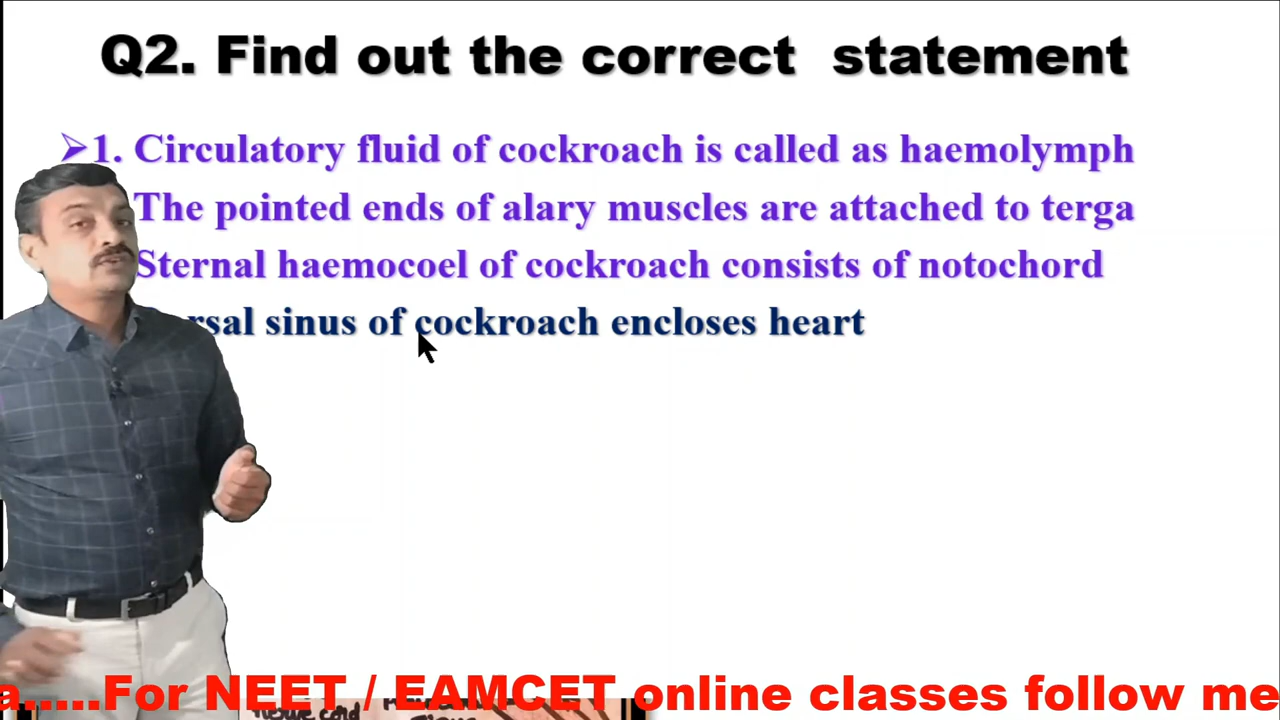 Q2. Find out the correct statement
➢1. Circulatory fluid of cockroach is called as haemolymph
The pointed ends of alary muscles are attached to terga
Sternal haemocoel of cockroach consists of notochord
rsal sinus of cockroach encloses heart
a.....For NEET / EAMCET online classes follow me
nerve cord